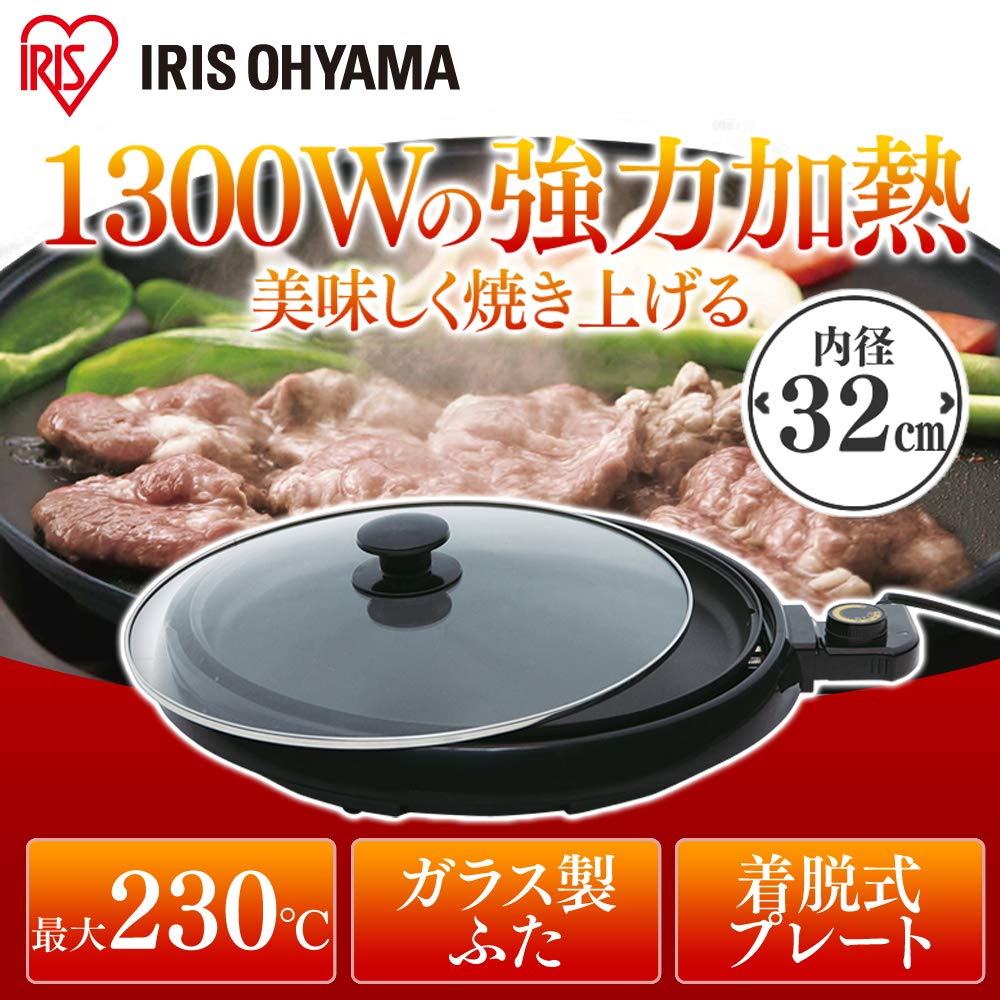 IRIS
IRIS OHYAMA
1300Wの強力加熱
美味しく焼き上げる
内径
32cm
最大230℃
ガラス製
ふた
着脱式
プレート